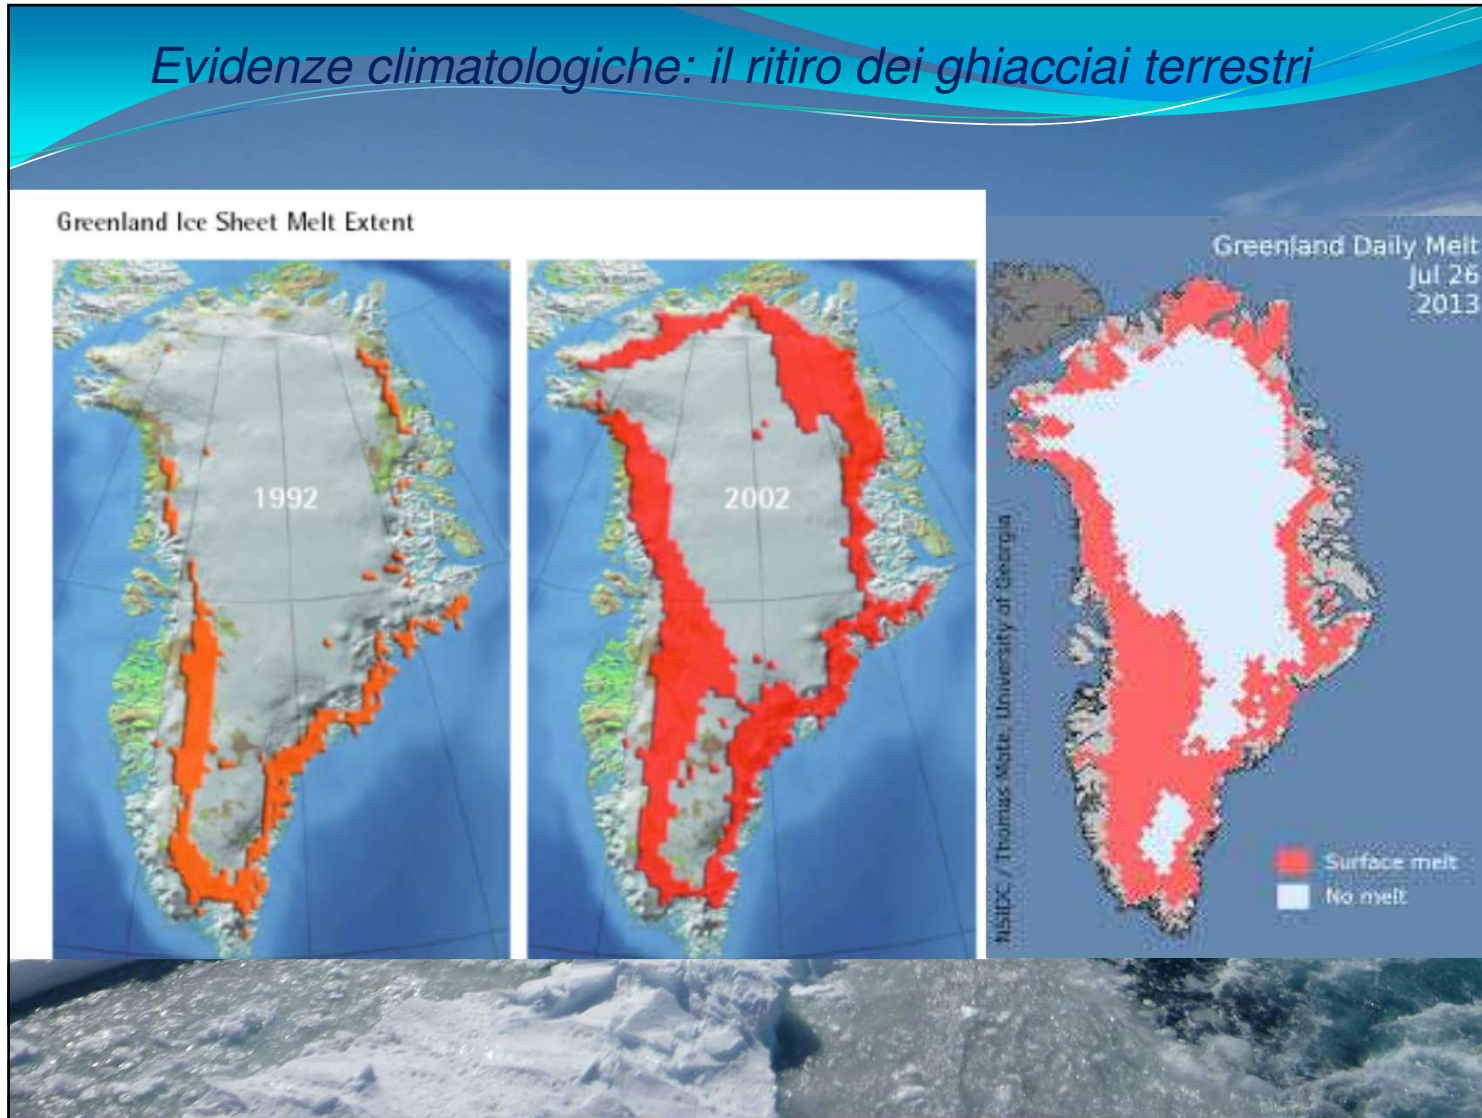 Evidenze climatologiche: il ritiro dei ghiacciai terrestri
Greenland Ice Sheet Melt Extent
1992
2002
Greenland Daily Melt
Jul 26
2013
NSIDC / Thomas Mote, University of Georgia
Surface melt
No melt